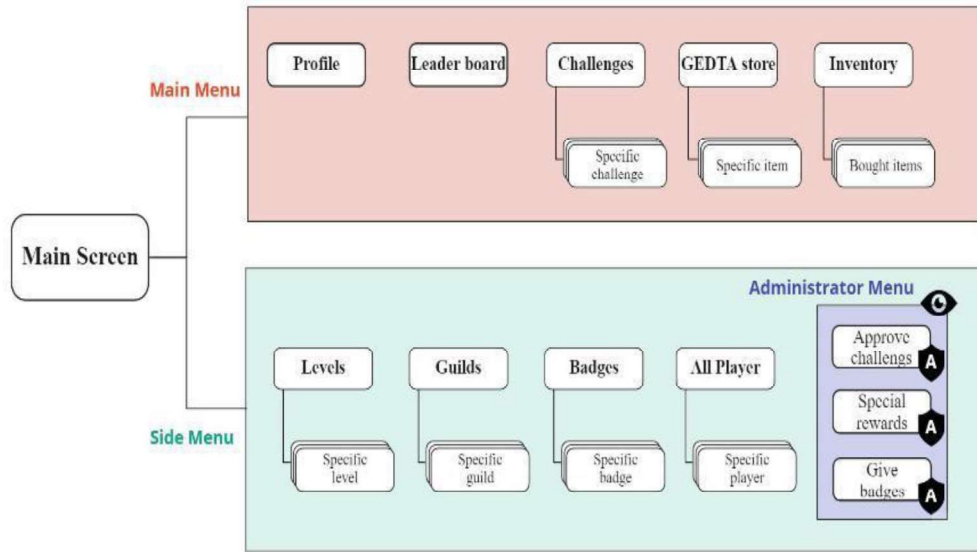 Profile
Leader board
Challenges
GEDTA store
Inventory
Main Menu
Specific
challenge
Specific item
Bought items
Main Screen
Administrator Menu
Approve
challengs
A
Levels
Guilds
Badges
All Player
Special
rewards
A
Side Menu
Specific
level
Specific
guild
Specific
badge
Specific
player
Give
badges
A